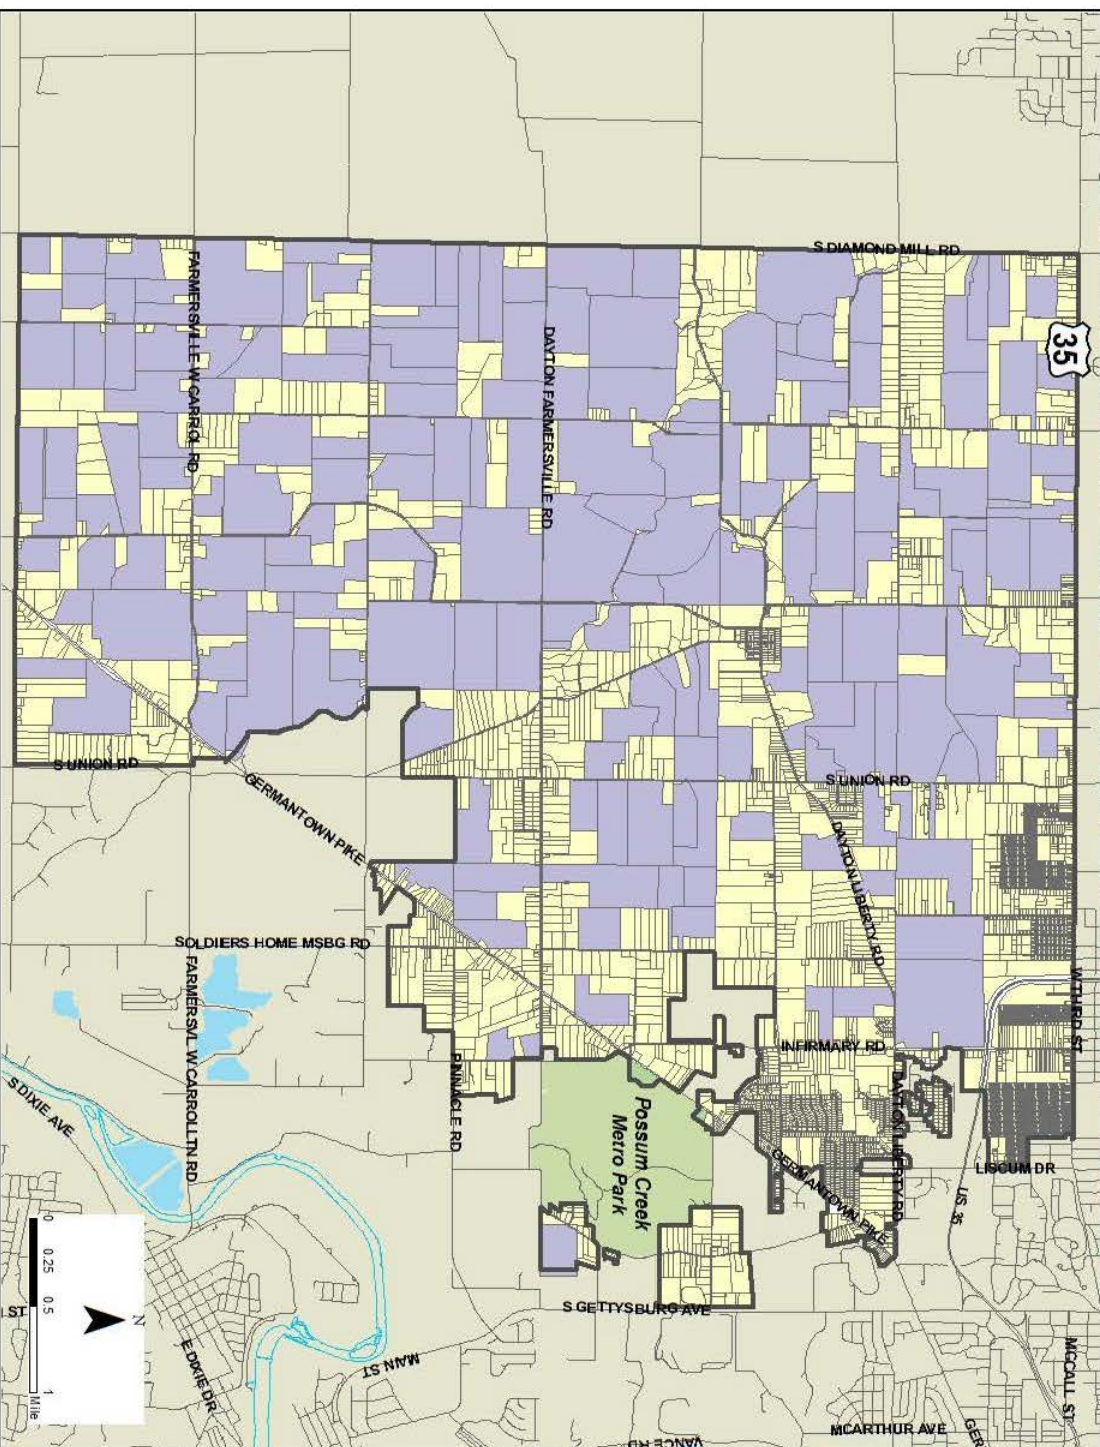 S DIAMOND MILL RD
35
FARMERSVILLE W CARROL RD
DAYTON FARMERSVILLE RD
S UNION RD
S UNION RD
GERMANTOWN PIKE
DAYTON LIBERTY RD
SOLDIERS HOME MSBG RD
FARMERSVL W CARROLLTN RD
W THIRD ST
INFIRMARY RD
PINNACLE RD
DAYTON LIBERTY RD
S DIXIE AVE
Possum Creek
Metro Park
LISCUM DR
GERMANTOWN PIKE
US 35
S GETTYSBURG AVE
0 0.25 0.5 1
Mile
N
ST
E DIXIE DR
MAIN ST
MCCALL ST
MCARTHUR AVE
GER
VANCE RD